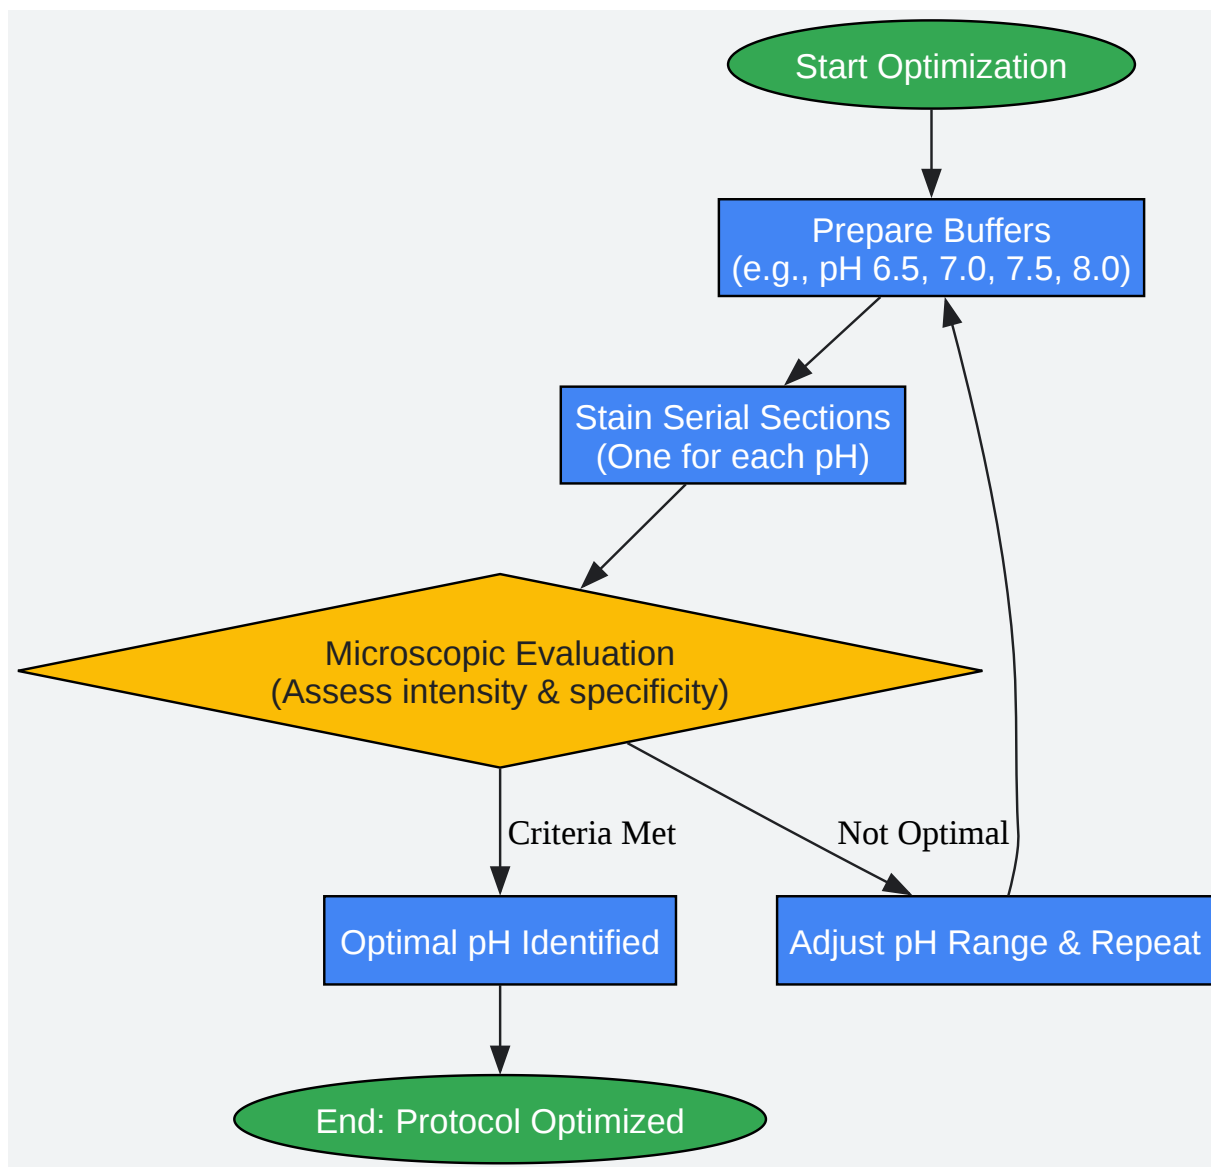 Start Optimization
Prepare Buffers
(e.g., pH 6.5, 7.0, 7.5, 8.0)
Stain Serial Sections
(One for each pH)
Microscopic Evaluation
(Assess intensity & specificity)
Criteria Met
Not Optimal
Optimal pH Identified
Adjust pH Range & Repeat
End: Protocol Optimized